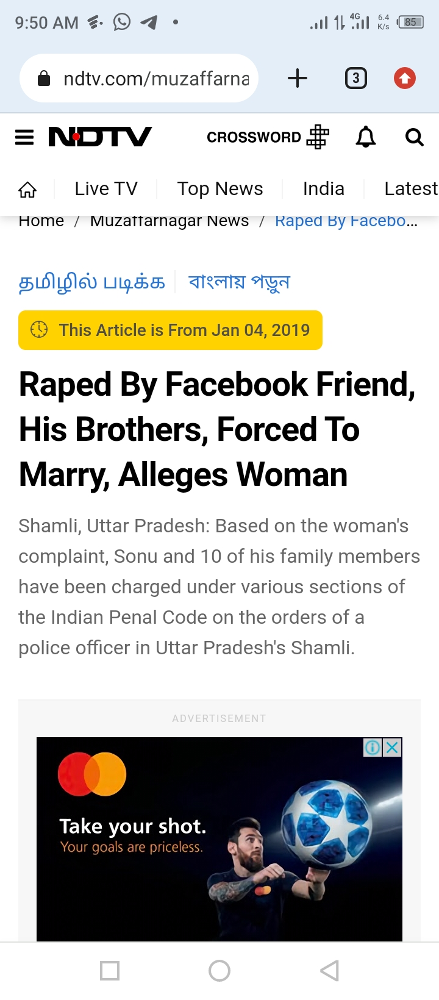 9:50 AM
4G
6.4
K/s
85
ndtv.com/muzaffarna
3
NDTV
CROSSWORD
Live TV
Top News
India
Latest
Home / Muzaffarnagar News / Raped By Facebo...
தமிழில் படிக்க
বাংলায় পড়ুন
This Article is From Jan 04, 2019
Raped By Facebook Friend,
His Brothers, Forced To
Marry, Alleges Woman
Shamli, Uttar Pradesh: Based on the woman's
complaint, Sonu and 10 of his family members
have been charged under various sections of
the Indian Penal Code on the orders of a
police officer in Uttar Pradesh's Shamli.
ADVERTISEMENT
Take your shot.
Your goals are priceless.